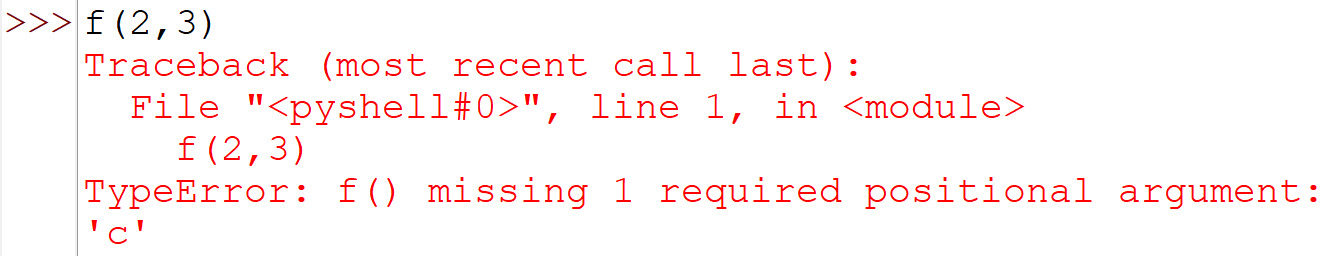 >>> f(2,3)
Traceback (most recent call last):
  File "<pyshell#0>", line 1, in <module>
    f(2,3)
TypeError: f() missing 1 required positional argument:
'c'